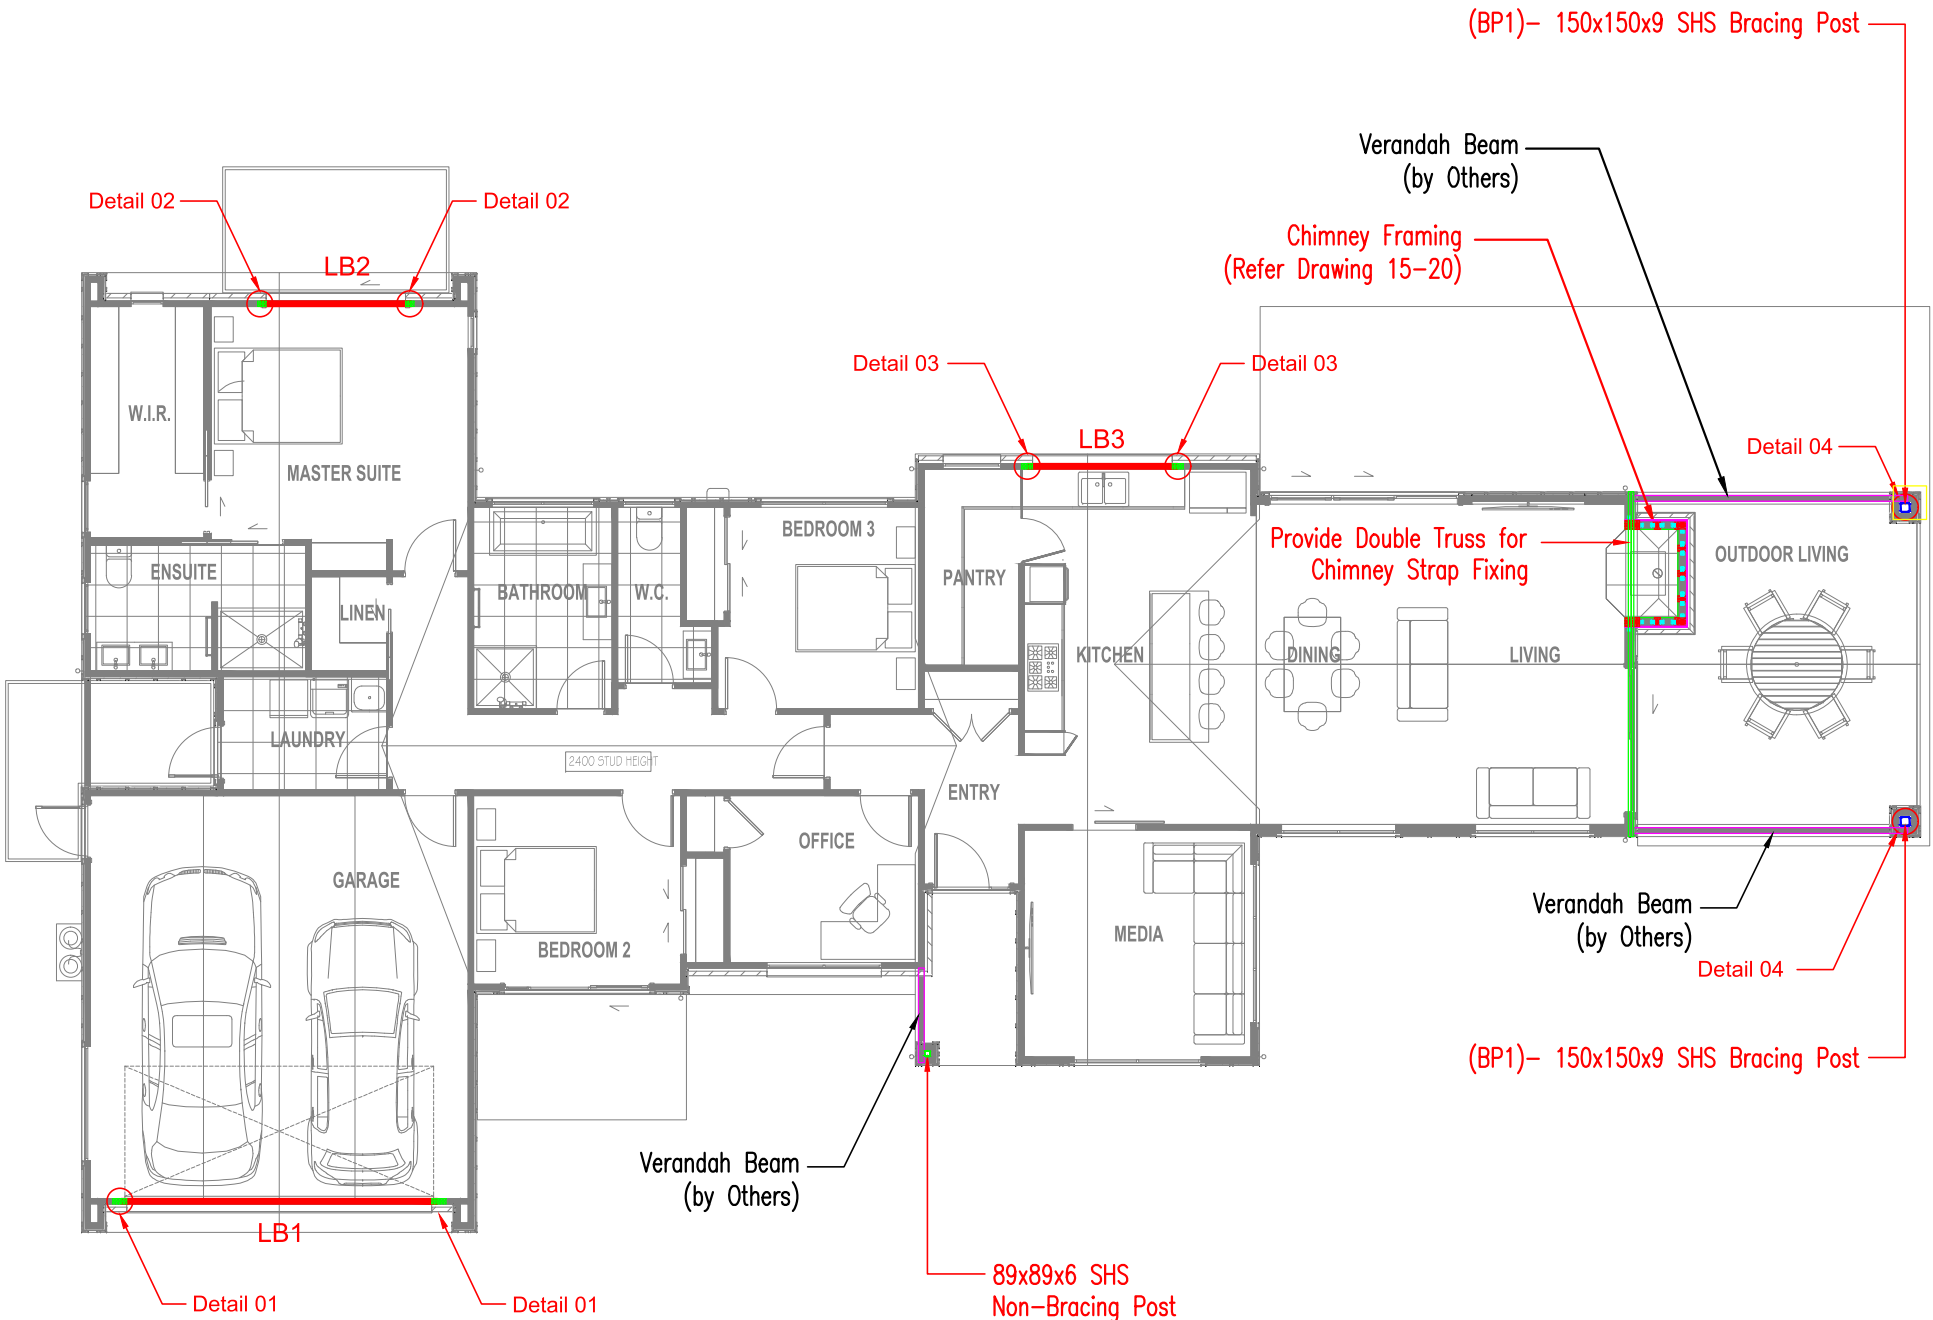 (BP1)- 150x150x9 SHS Bracing Post
Verandah Beam
(by Others)
Detail 02
Detail 02
Chimney Framing
(Refer Drawing 15-20)
LB2
Detail 03
Detail 03
W.I.R.
LB3
Detail 04
MASTER SUITE
BEDROOM 3
Provide Double Truss for
Chimney Strap Fixing
OUTDOOR LIVING
ENSUITE
PANTRY
BATHROOM
W.C.
LINEN
KITCHEN
DINING
LIVING
LAUNDRY
2400 STUD HEIGHT
ENTRY
OFFICE
GARAGE
Verandah Beam
(by Others)
MEDIA
BEDROOM 2
Detail 04
(BP1)- 150x150x9 SHS Bracing Post
Verandah Beam
(by Others)
LB1
89x89x6 SHS
Non-Bracing Post
Detail 01
Detail 01